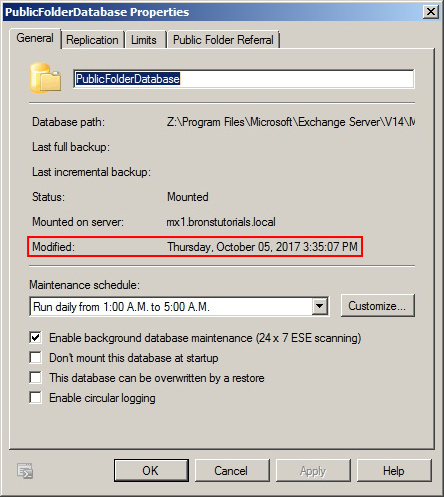 PublicFolderDatabase Properties
General Replication Limits Public Folder Referral
PublicFolderDatabase
Database path: Z:\Program Files\Microsoft\Exchange Server\V14\M
Last full backup:
Last incremental backup:
Status: Mounted
Mounted on server: mx1.bronstutorials.local
Modified: Thursday, October 05, 2017 3:35:07 PM
Maintenance schedule:
Run daily from 1:00 A.M. to 5:00 A.M. Customize...
Enable background database maintenance (24 x 7 ESE scanning)
Don't mount this database at startup
This database can be overwritten by a restore
Enable circular logging
OK Cancel Apply Help